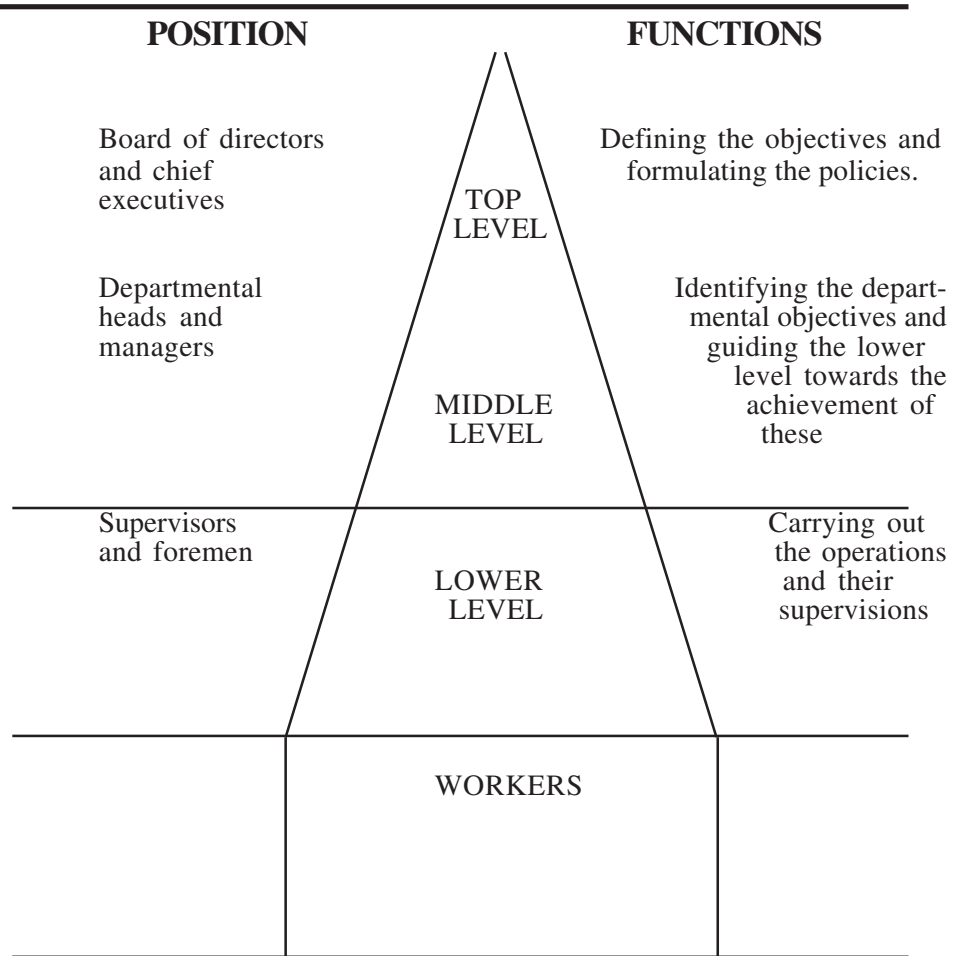 POSITION
FUNCTIONS
Board of directors
and chief
executives
TOP
LEVEL
Defining the objectives and
formulating the policies.
Departmental
heads and
managers
MIDDLE
LEVEL
Identifying the depart-
mental objectives and
guiding the lower
level towards the
achievement of
these
Supervisors
and foremen
LOWER
LEVEL
Carrying out
the operations
and their
supervisions
WORKERS